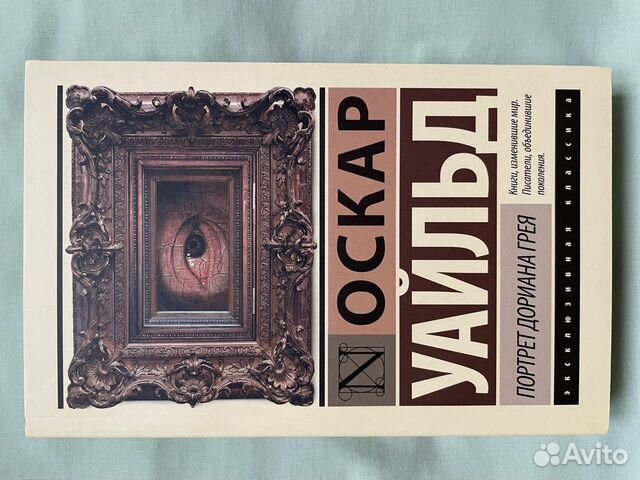 Книги, изменившие мир.
Писатели, объединившие
поколения.
ОСКАР
УАЙЛЬД
ПОРТРЕТ ДОРИАНА ГРЕЯ
эксклюзивная классика
Avito